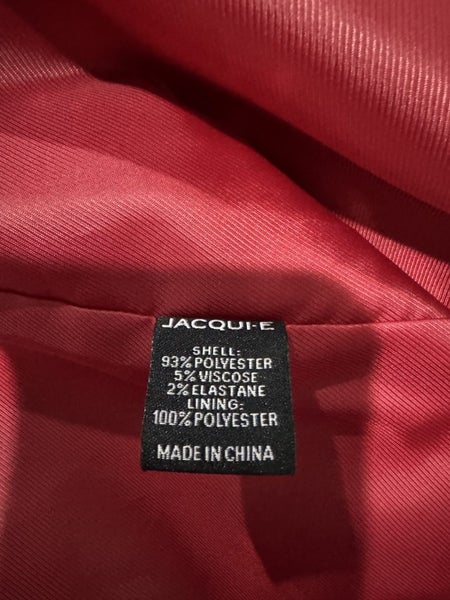 JACQUI·E
SHELL:
93% POLYESTER
5% VISCOSE
2% ELASTANE
LINING:
100% POLYESTER
MADE IN CHINA